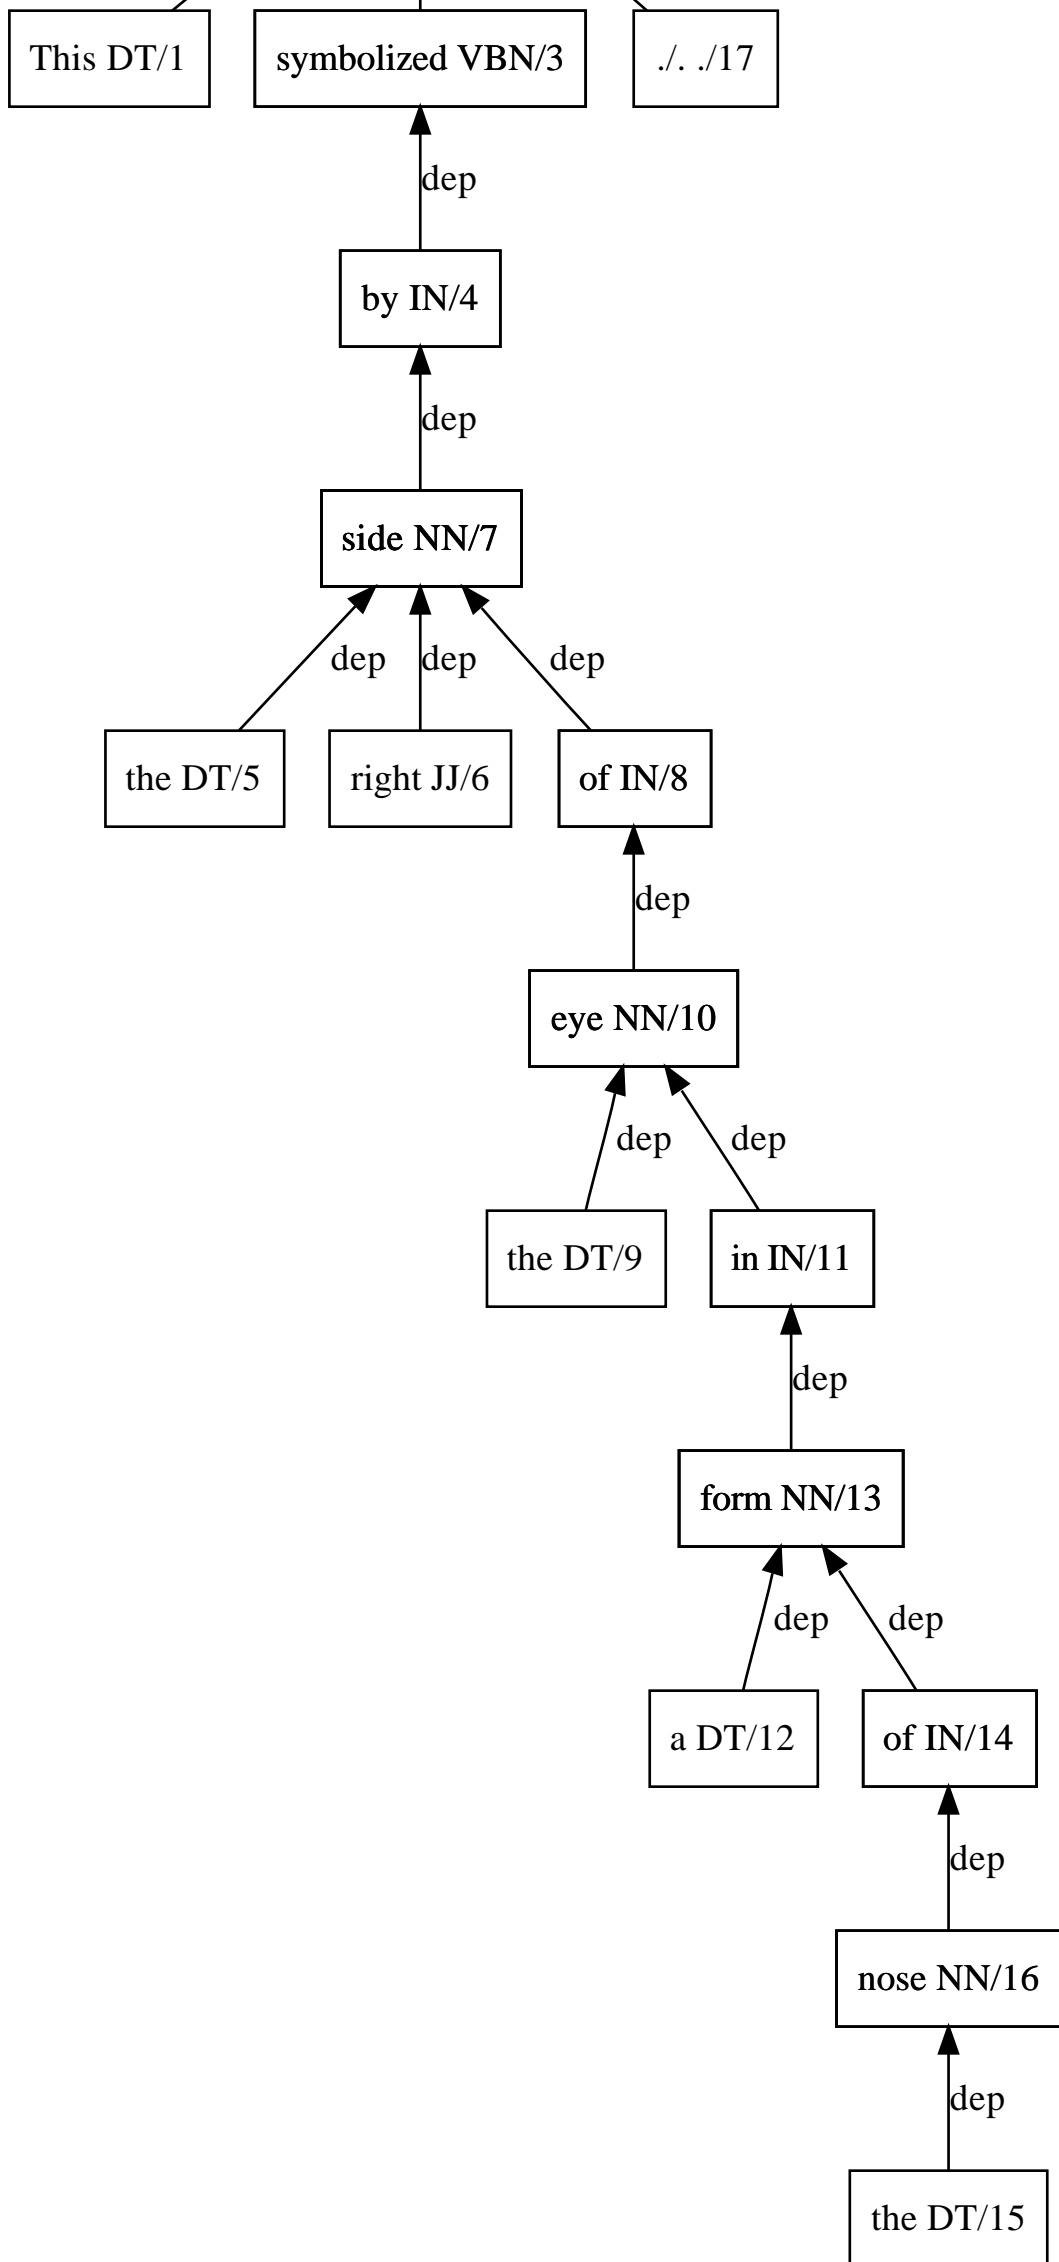 This DT/1 symbolized VBN/3 ./. ./17
dep
by IN/4
dep
side NN/7
dep dep dep
the DT/5 right JJ/6 of IN/8
dep
eye NN/10
dep dep
the DT/9 in IN/11
dep
form NN/13
dep dep
a DT/12 of IN/14
dep
nose NN/16
dep
the DT/15